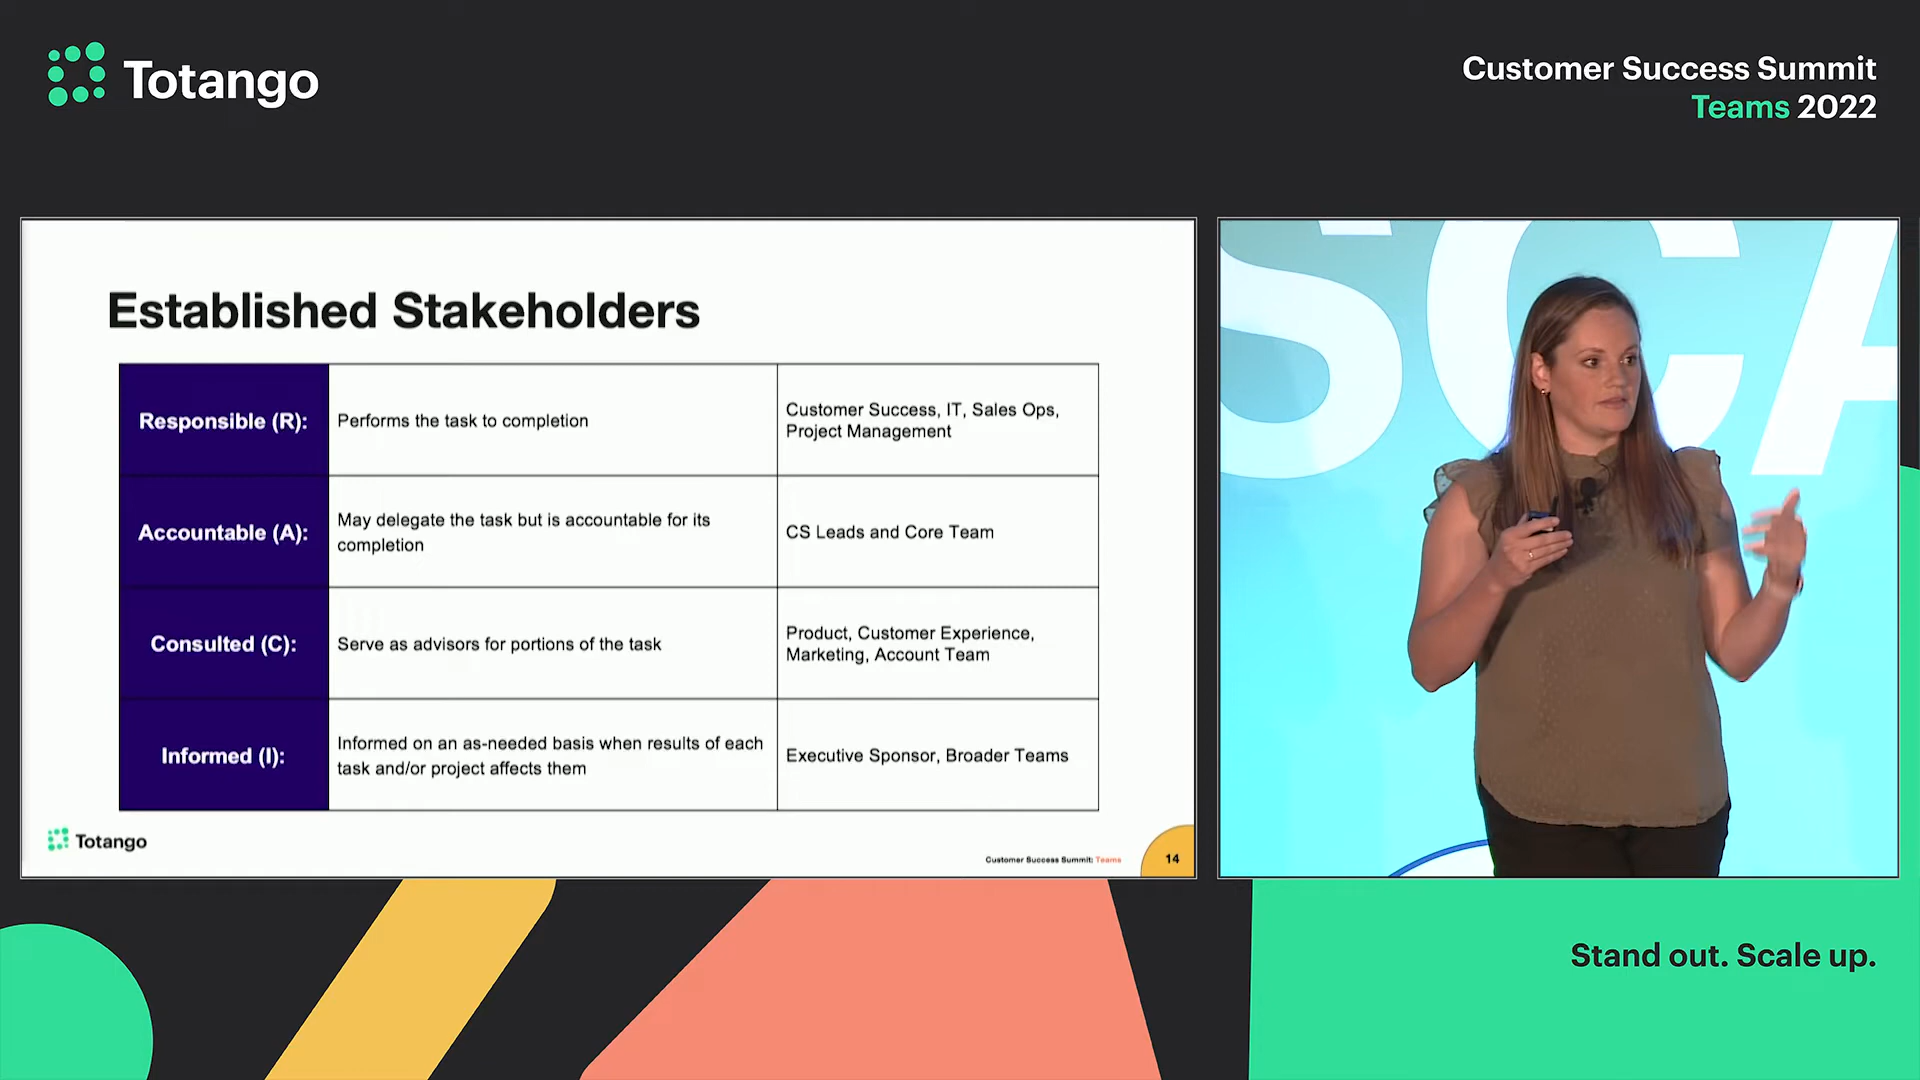 Totango
Customer Success Summit
Teams 2022
Established Stakeholders
Responsible (R):
Performs the task to completion
Customer Success, IT, Sales Ops,
Project Management
Accountable (A):
May delegate the task but is accountable for its
completion
CS Leads and Core Team
Consulted (C):
Serve as advisors for portions of the task
Product, Customer Experience,
Marketing, Account Team
Informed (I):
Informed on an as-needed basis when results of each
task and/or project affects them
Executive Sponsor, Broader Teams
Totango
Customer Success Summit: Teams
14
SCA
Stand out. Scale up.